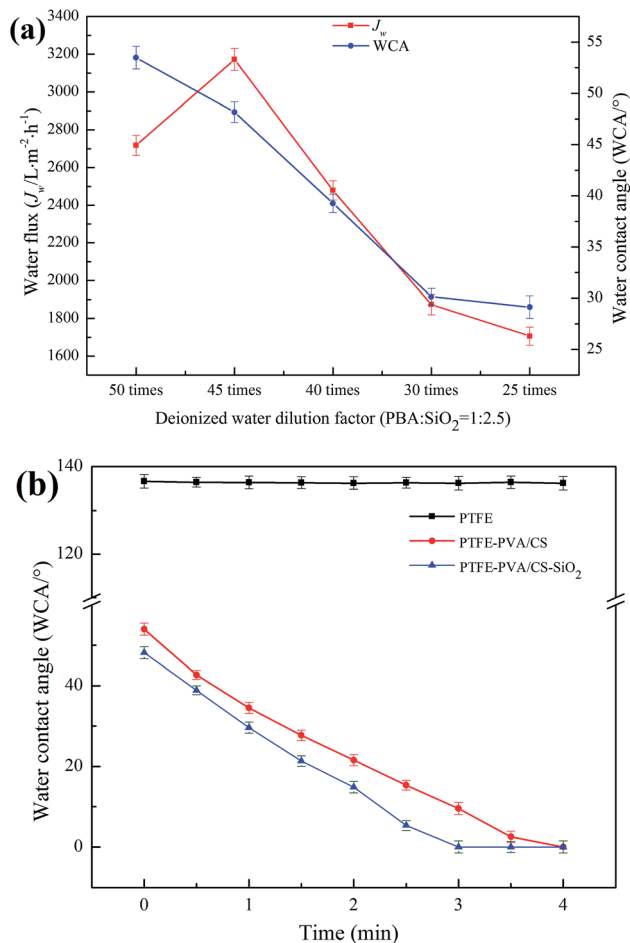 (a)
3400
3200
3000
2800
2600
2400
2200
2000
1800
1600
Water flux (Jw/L·m⁻²·h⁻¹)
Jw
WCA
55
50
45
40
35
30
25
Water contact angle (WCA/°)
50 times 45 times 40 times 30 times 25 times
Deionized water dilution factor (PBA:SiO₂=1:2.5)
(b)
140
120
40
20
0
Water contact angle (WCA/°)
PTFE
PTFE-PVA/CS
PTFE-PVA/CS-SiO₂
0 1 2 3 4
Time (min)